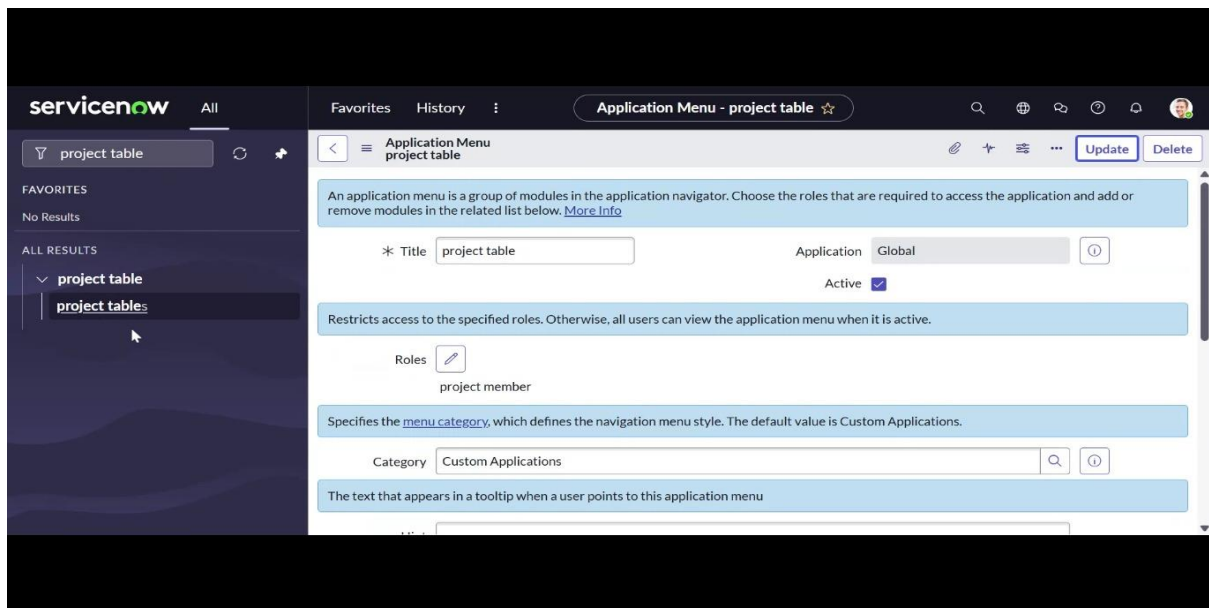 servicenow
All
Favorites
History
Application Menu - project table
project table
Application Menu
project table
Update
Delete
FAVORITES
No Results
ALL RESULTS
project table
project tables
An application menu is a group of modules in the application navigator. Choose the roles that are required to access the application and add or
remove modules in the related list below. More Info
Title
project table
Application
Global
Active
Restricts access to the specified roles. Otherwise, all users can view the application menu when it is active.
Roles
project member
Specifies the menu category, which defines the navigation menu style. The default value is Custom Applications.
Category
Custom Applications
The text that appears in a tooltip when a user points to this application menu